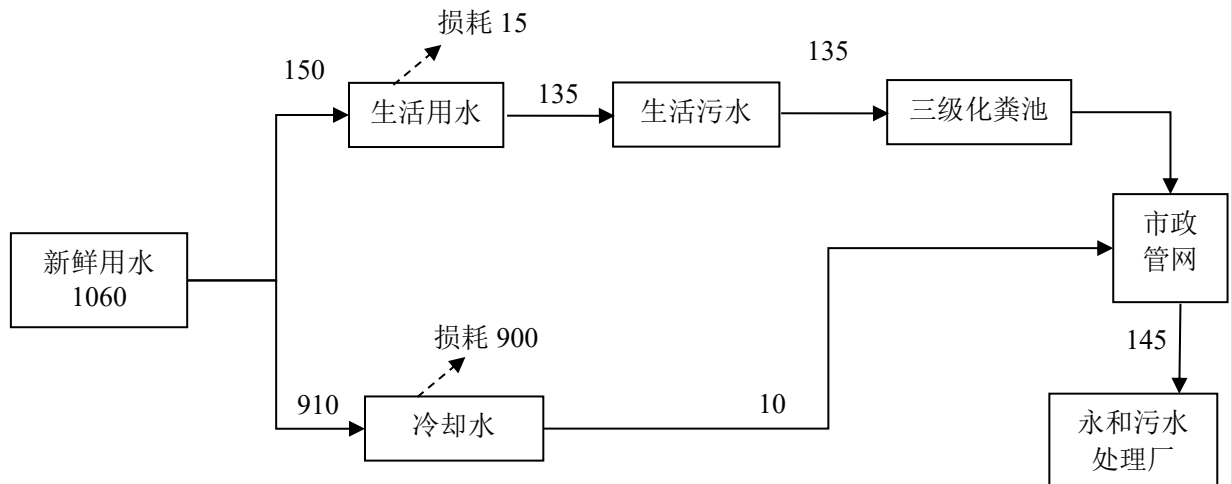 损耗 15
150
135
135
生活用水
生活污水
三级化粪池
市政
管网
新鲜用水
1060
损耗 900
145
910
10
冷却水
永和污水
处理厂